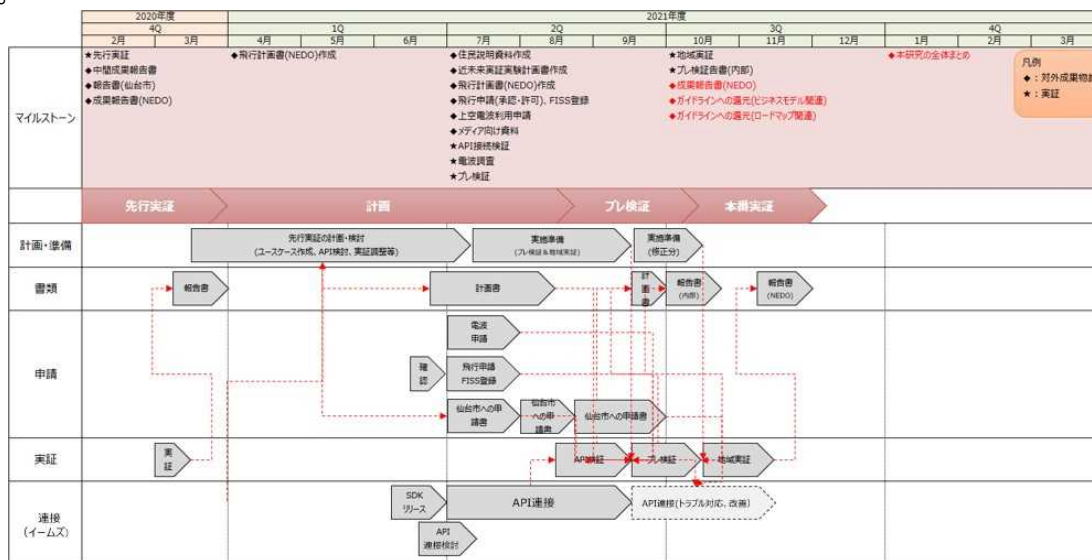 2020年度
2021年度
4Q
1Q
2Q
3Q
4Q
2月
3月
4月
5月
6月
7月
8月
9月
10月
11月
12月
1月
2月
3月
マイルストーン
★先行実証
◆中間成果報告書
◆報告書(仙台市)
◆成果報告書(NEDO)
◆飛行計画書(NEDO)作成
◆住民説明資料作成
◆近未来実証実験計画書作成
◆飛行計画書(NEDO)作成
◆飛行申請(承認・許可)、FISS登録
◆上空電波利用申請
◆メディア向け資料
★API接続検証
★電波調査
★プレ検証
★地域実証
★プレ検証告書(内部)
◆成果報告書(NEDO)
◆ガイドラインへの還元(ビジネスモデル関連)
◆ガイドラインへの還元(ロードマップ関連)
◆本研究の全体まとめ
凡例
◆：対外成果物
★：実証
先行実証
計画
プレ検証
本番実証
計画・準備
先行実証の計画・検討
(ユースケース作成、API検討、実証調整等)
実施準備
(プレ検証＆地域実証)
実施準備
(修正分)
書類
報告書
計画書
計
画
書
報告書
(内部)
報告書
(NEDO)
申請
電波
申請
確
認
飛行申請
FISS登録
仙台市への申
請書
仙台市
への申
請書
仙台市への申請書
実証
実
証
API検証
プレ検証
地域実証
連接
(イームズ)
SDK
リリース
API連接
API連接(トラブル対応、改善)
API
連接検討